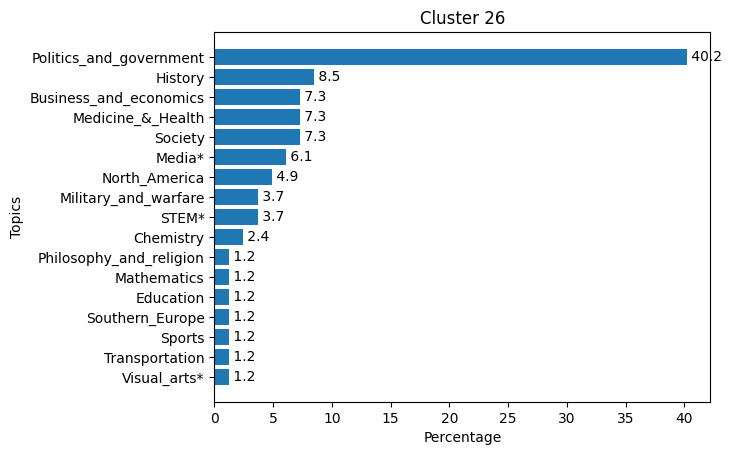 Cluster 26
Politics_and_government 40.2
History 8.5
Business_and_economics 7.3
Medicine_&_Health 7.3
Society 7.3
Media* 6.1
North_America 4.9
Military_and_warfare 3.7
STEM* 3.7
Chemistry 2.4
Philosophy_and_religion 1.2
Mathematics 1.2
Education 1.2
Southern_Europe 1.2
Sports 1.2
Transportation 1.2
Visual_arts* 1.2
Topics
0 5 10 15 20 25 30 35 40
Percentage